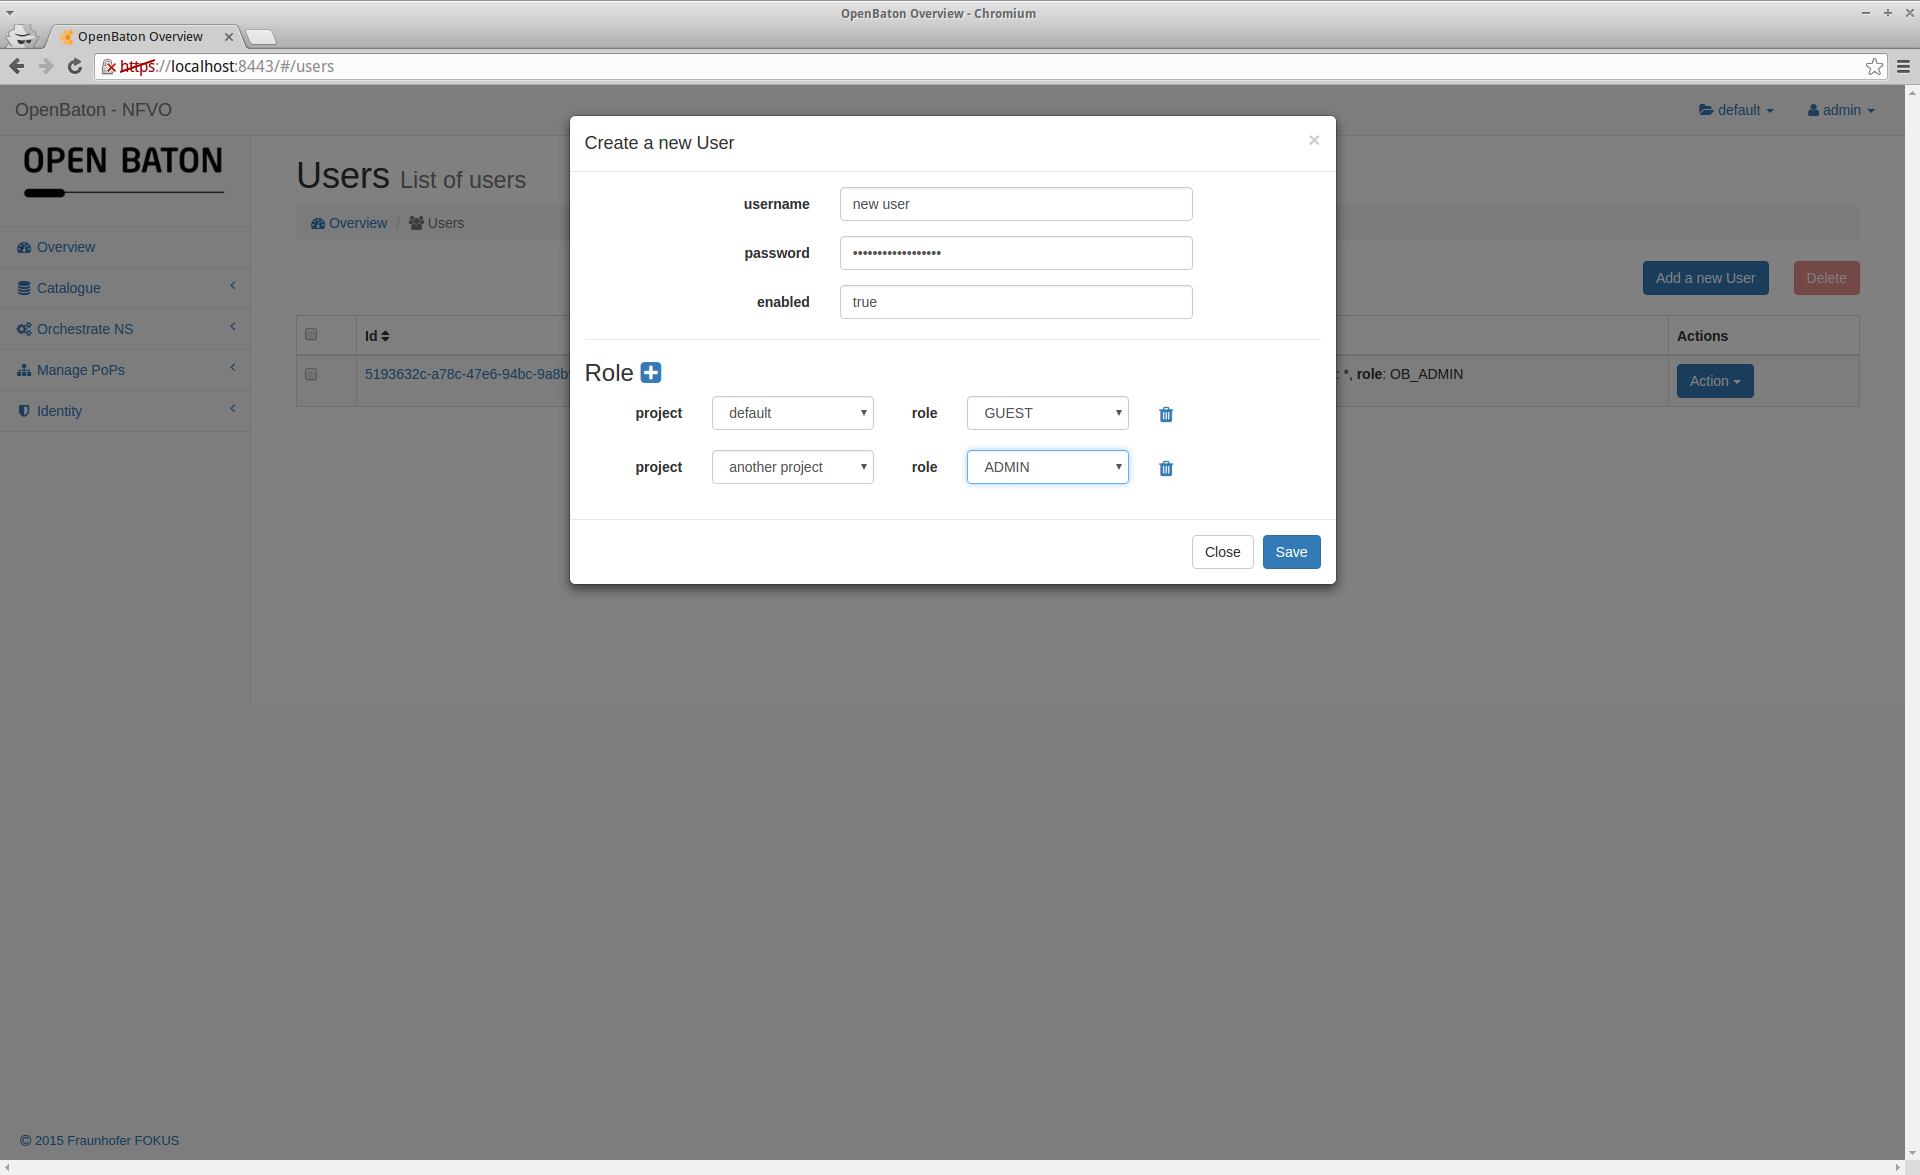 OpenBaton Overview - Chromium
OpenBaton Overview
https://localhost:8443/#/users
OpenBaton - NFVO
default
admin
OPEN BATON
Overview
Catalogue
Orchestrate NS
Manage PoPs
Identity
Users List of users
Overview / Users
Add a new User
Delete
Id
Actions
5193632c-a78c-47e6-94bc-9a8b
: *, role: OB_ADMIN
Action
Create a new User
×
username
new user
password
••••••••••••••••••
enabled
true
Role
project
default
role
GUEST
project
another project
role
ADMIN
Close
Save
© 2015 Fraunhofer FOKUS